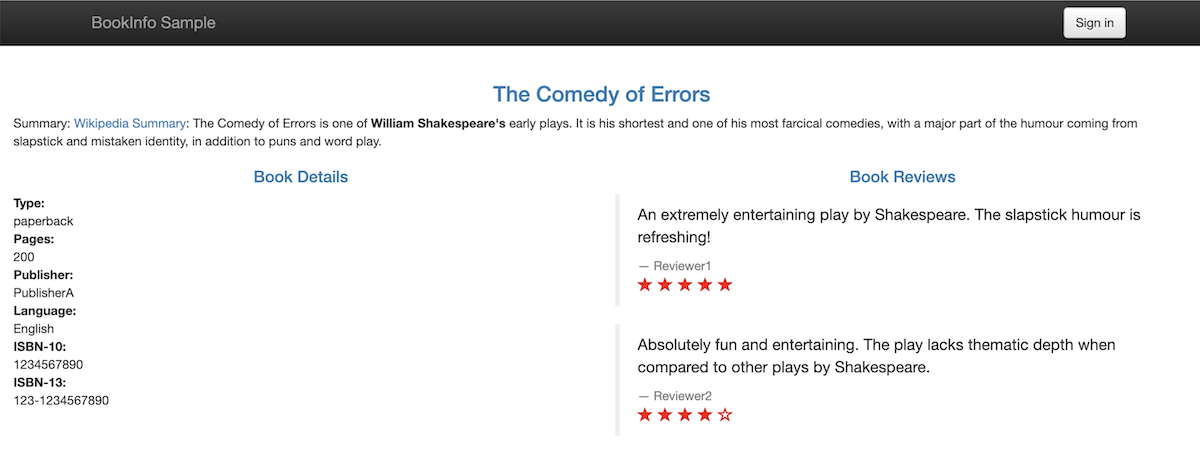 BookInfo Sample
Sign in
The Comedy of Errors
Summary: Wikipedia Summary: The Comedy of Errors is one of William Shakespeare's early plays. It is his shortest and one of his most farcical comedies, with a major part of the humour coming from
slapstick and mistaken identity, in addition to puns and word play.
Book Details
Type:
paperback
Pages:
200
Publisher:
PublisherA
Language:
English
ISBN-10:
1234567890
ISBN-13:
123-1234567890
Book Reviews
An extremely entertaining play by Shakespeare. The slapstick humour is
refreshing!
— Reviewer1
Absolutely fun and entertaining. The play lacks thematic depth when
compared to other plays by Shakespeare.
— Reviewer2